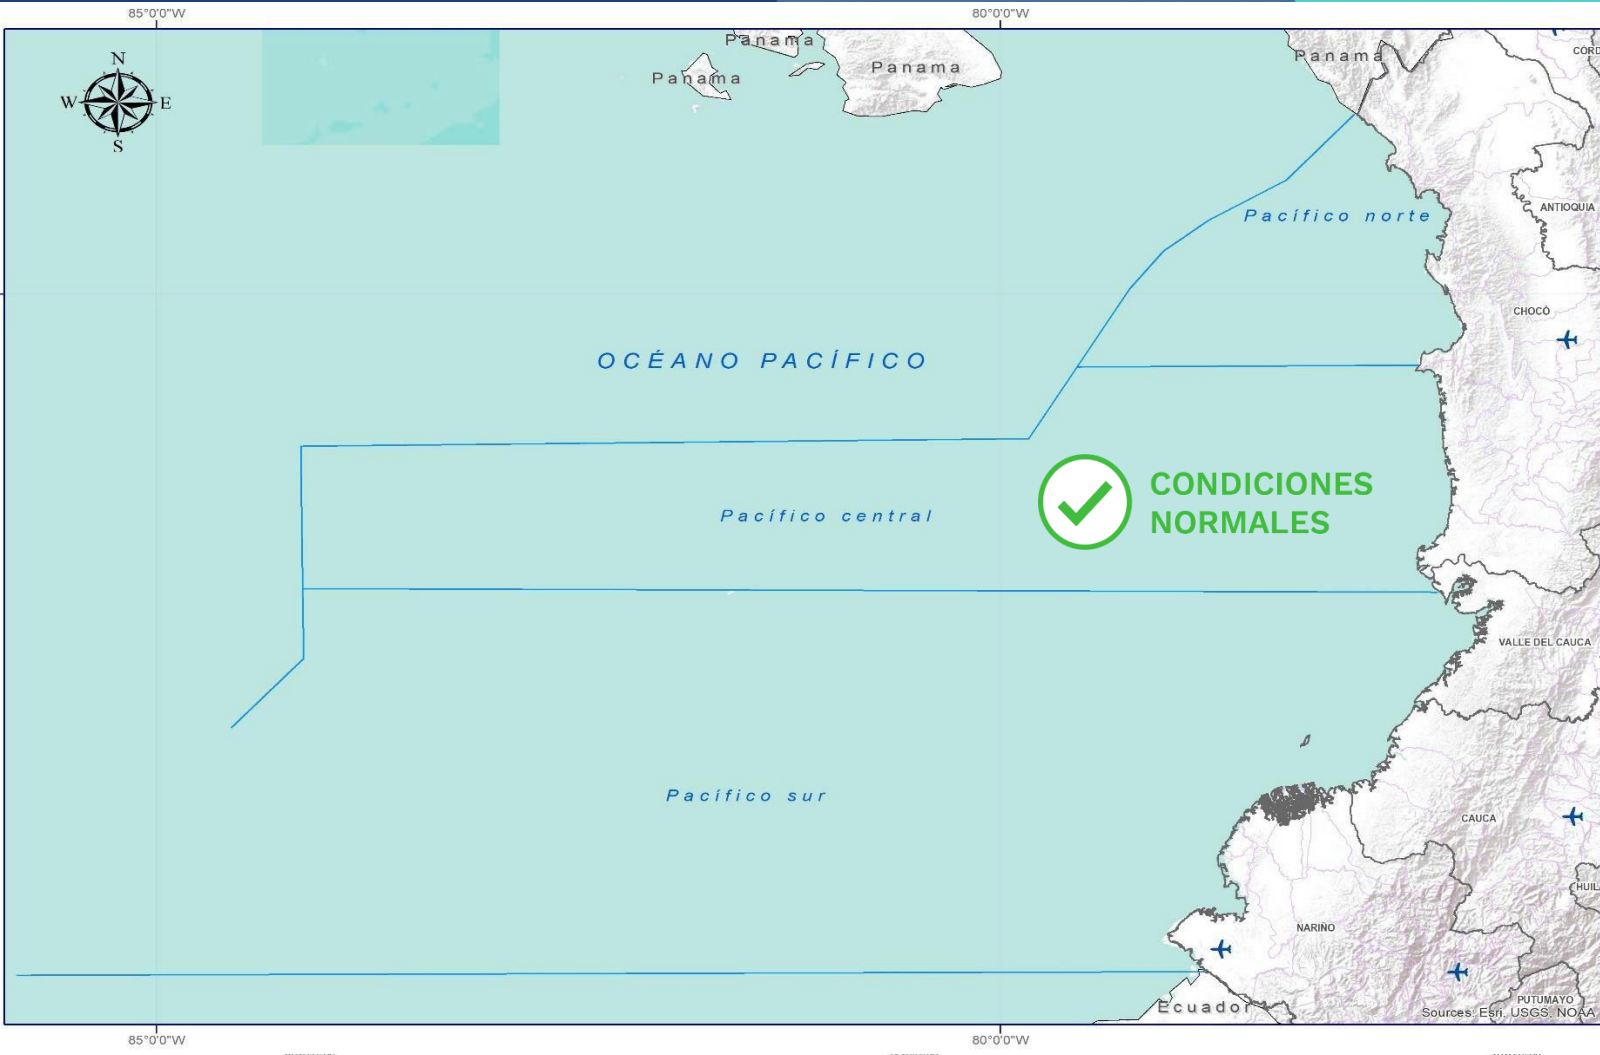 85°0'0"W 80°0'0"W
N
W E
S
Panama
Panama
Panama
Panama
CORD
ANTIOQUIA
Pacífico norte
CHOCÓ
OCÉANO PACÍFICO
CONDICIONES
NORMALES
Pacífico central
VALLE DEL CAUCA
Pacífico sur
CAUCA
HUIL
NARIÑO
PUTUMAYO
Ecuador
Sources: Esri, USGS, NOAA
85°0'0"W 80°0'0"W